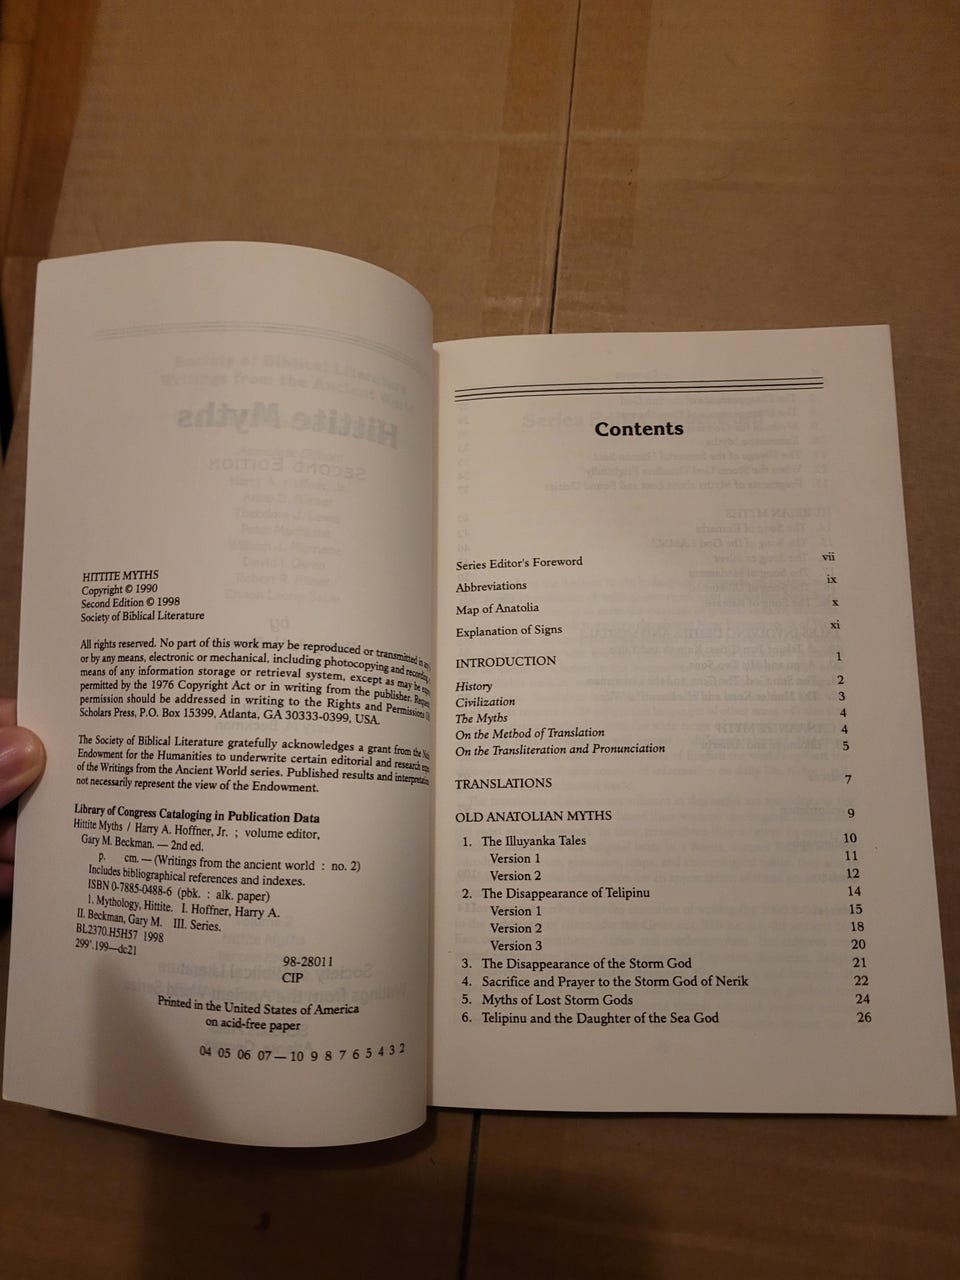 HITTITE MYTHS
Copyright © 1990
Second Edition © 1998
Society of Biblical Literature
All rights reserved. No part of this work may be reproduced or transmitted in
or by any means, electronic or mechanical, including photocopying and recording
means of any information storage or retrieval system, except as may be
permitted by the 1976 Copyright Act or in writing from the publisher.
permission should be addressed in writing to the Rights and Permissions
Scholars Press, P.O. Box 15399, Atlanta, GA 30333-0399, USA.
The Society of Biblical Literature gratefully acknowledges a grant from the
Endowment for the Humanities to underwrite certain editorial and research
of the Writings from the Ancient World series. Published results and
not necessarily represent the view of the Endowment.
Library of Congress Cataloging in Publication Data
Hittite Myths / Harry A. Hoffner, Jr. ; volume editor,
Gary M. Beckman. — 2nd ed.
p. cm. — (Writings from the ancient world : no. 2)
Includes bibliographical references and indexes.
ISBN 0-7885-0488-6 (pbk. : alk. paper)
1. Mythology, Hittite. I. Hoffner, Harry A.
II. Beckman, Gary M. III. Series.
BL2370.H5H57 1998
299'.199—dc21
98-28011
CIP
Printed in the United States of America
on acid-free paper
04 05 06 07 — 10 9 8 7 6 5 4 3 2
Contents
Series Editor's Foreword vii
Abbreviations ix
Map of Anatolia x
Explanation of Signs xi
INTRODUCTION 1
History 2
Civilization 3
The Myths 4
On the Method of Translation 4
On the Transliteration and Pronunciation 5
TRANSLATIONS 7
OLD ANATOLIAN MYTHS 9
1. The Illuyanka Tales 10
Version 1 11
Version 2 12
2. The Disappearance of Telipinu 14
Version 1 15
Version 2 18
Version 3 20
3. The Disappearance of the Storm God 21
4. Sacrifice and Prayer to the Storm God of Nerik 22
5. Myths of Lost Storm Gods 24
6. Telipinu and the Daughter of the Sea God 26